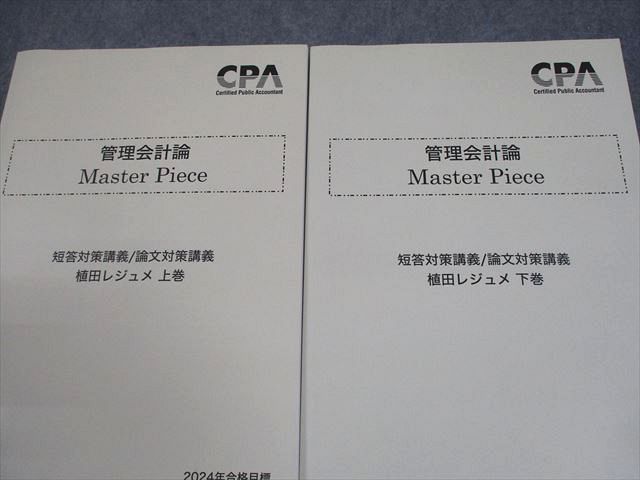 CPA
Certified Public Accountant
管理会計論
Master Piece
短答対策講義/論文対策講義
植田レジュメ 上巻
2024年合格目標
CPA
Certified Public Accountant
管理会計論
Master Piece
短答対策講義/論文対策講義
植田レジュメ 下巻